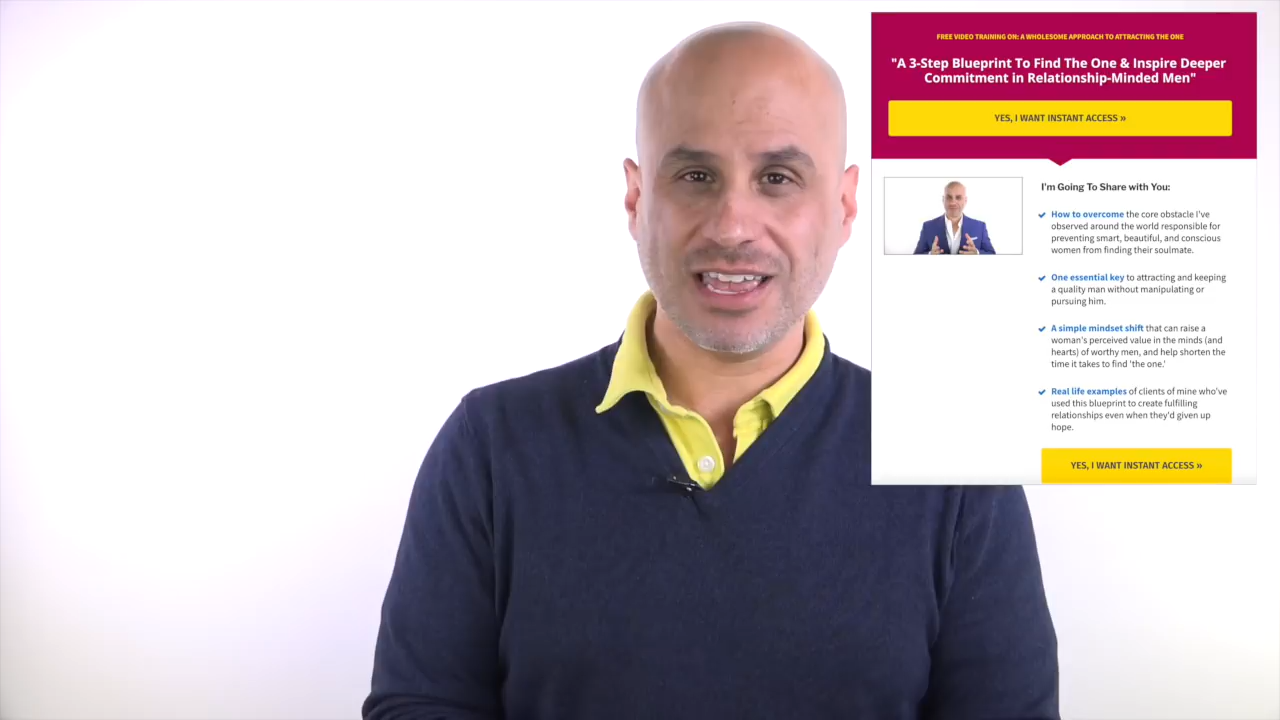 FREE VIDEO TRAINING ON: A WHOLESOME APPROACH TO ATTRACTING THE ONE
"A 3-Step Blueprint To Find The One & Inspire Deeper
Commitment in Relationship-Minded Men"
YES, I WANT INSTANT ACCESS »
I'm Going To Share with You:
How to overcome the core obstacle I've
observed around the world responsible for
preventing smart, beautiful, and conscious
women from finding their soulmate.
One essential key to attracting and keeping
a quality man without manipulating or
pursuing him.
A simple mindset shift that can raise a
woman's perceived value in the minds (and
hearts) of worthy men, and help shorten the
time it takes to find 'the one.'
Real life examples of clients of mine who've
used this blueprint to create fulfilling
relationships even when they'd given up
hope.
YES, I WANT INSTANT ACCESS »